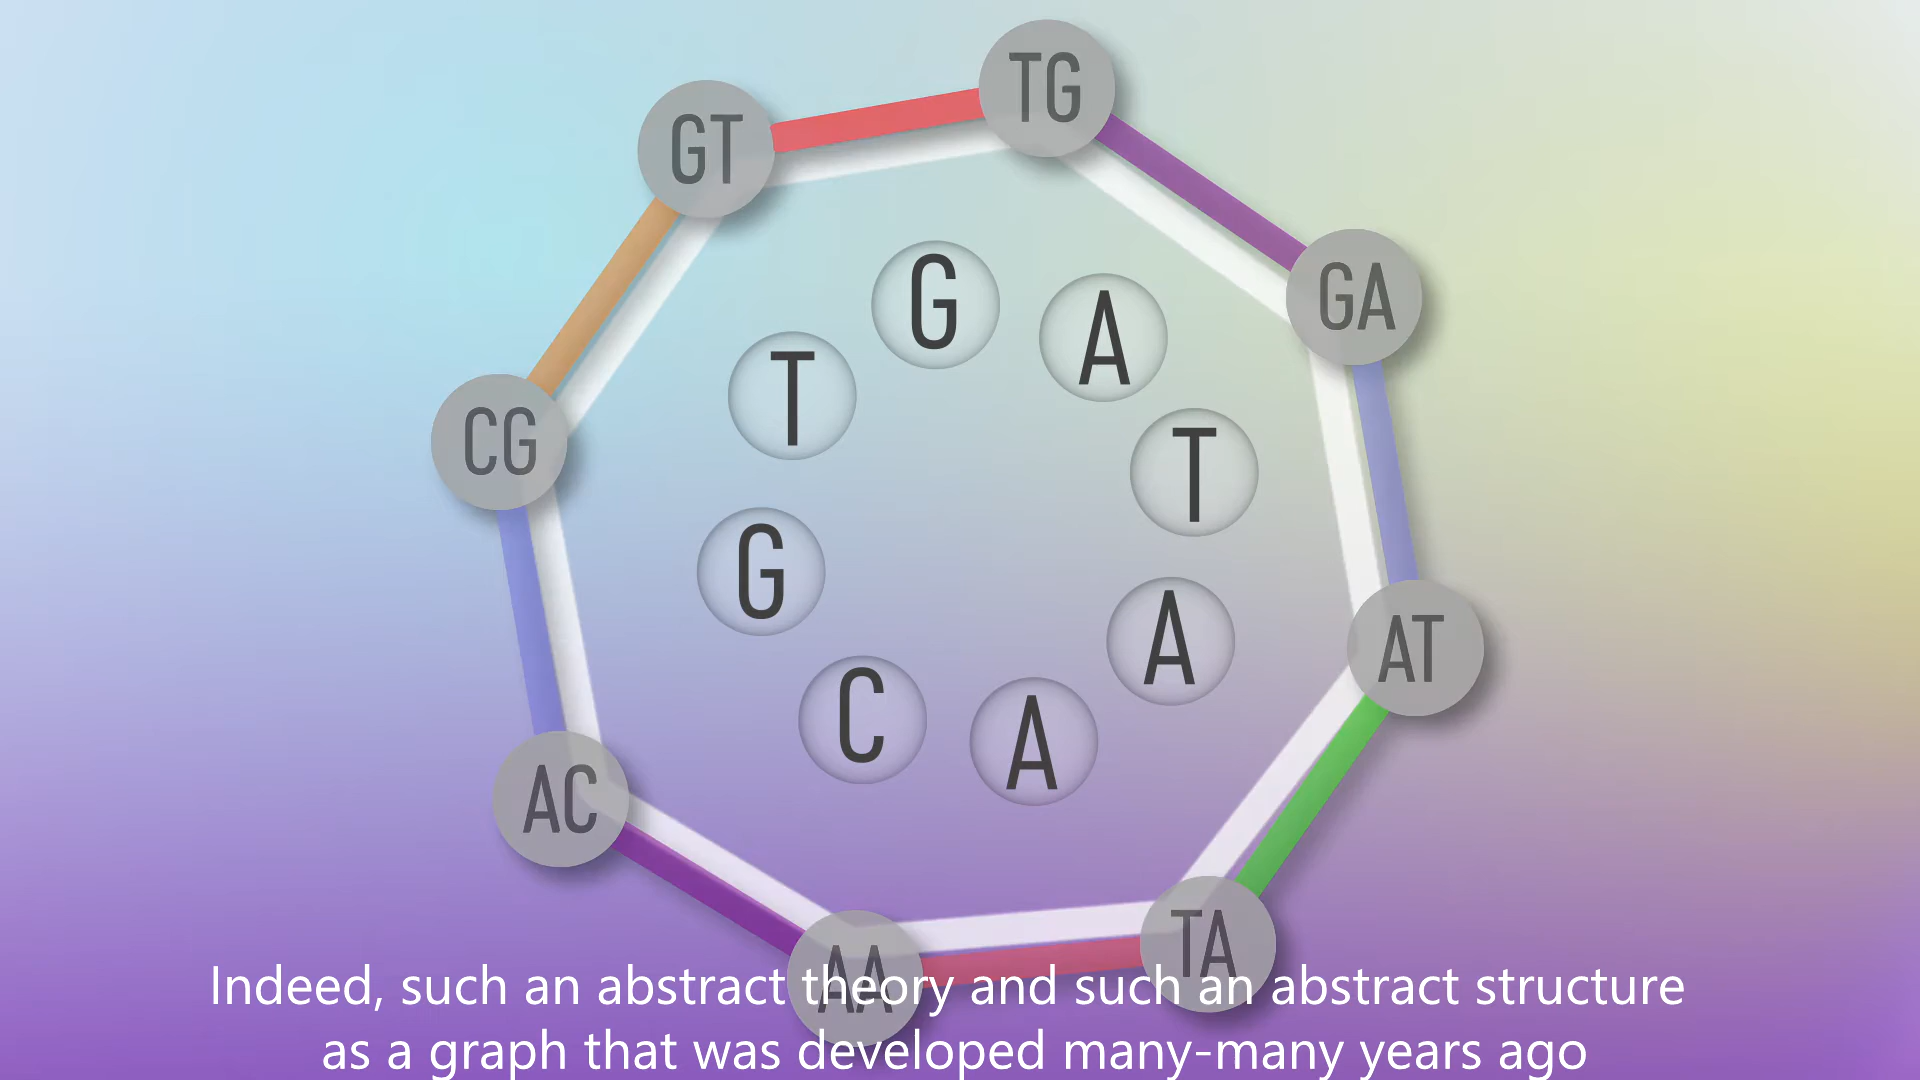 TG
GT
GA
G
A
T
CG
T
G
AT
A
C
A
AC
TA
AA
Indeed, such an abstract theory and such an abstract structure
as a graph that was developed many-many years ago